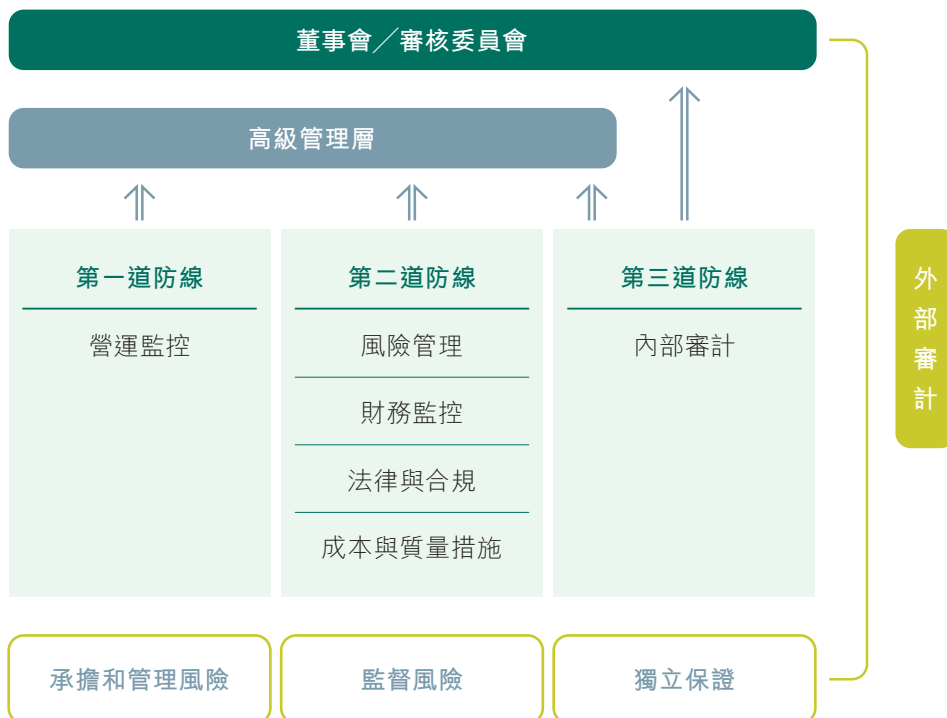 董事會／審核委員會
高級管理層
第一道防線
營運監控
第二道防線
風險管理
財務監控
法律與合規
成本與質量措施
第三道防線
內部審計
承擔和管理風險
監督風險
獨立保證
外部審計